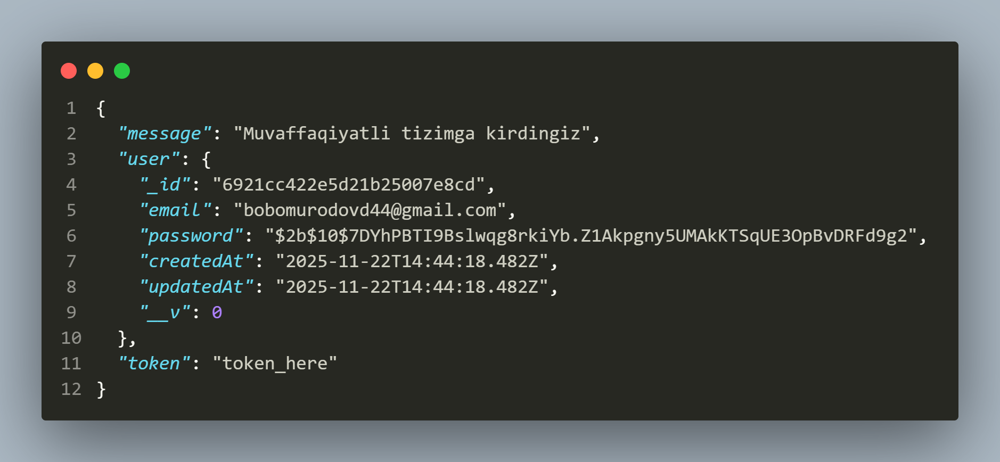 1 {
2   "message": "Muvaffaqiyatli tizimga kirdingiz",
3   "user": {
4     "_id": "6921cc422e5d21b25007e8cd",
5     "email": "bobomurodovd44@gmail.com",
6     "password": "$2b$10$7DYhPBTI9Bslwqg8rkiYb.Z1Akpgny5UMAkKTSqUE3OpBvDRFd9g2",
7     "createdAt": "2025-11-22T14:44:18.482Z",
8     "updatedAt": "2025-11-22T14:44:18.482Z",
9     "__v": 0
10   },
11   "token": "token_here"
12 }